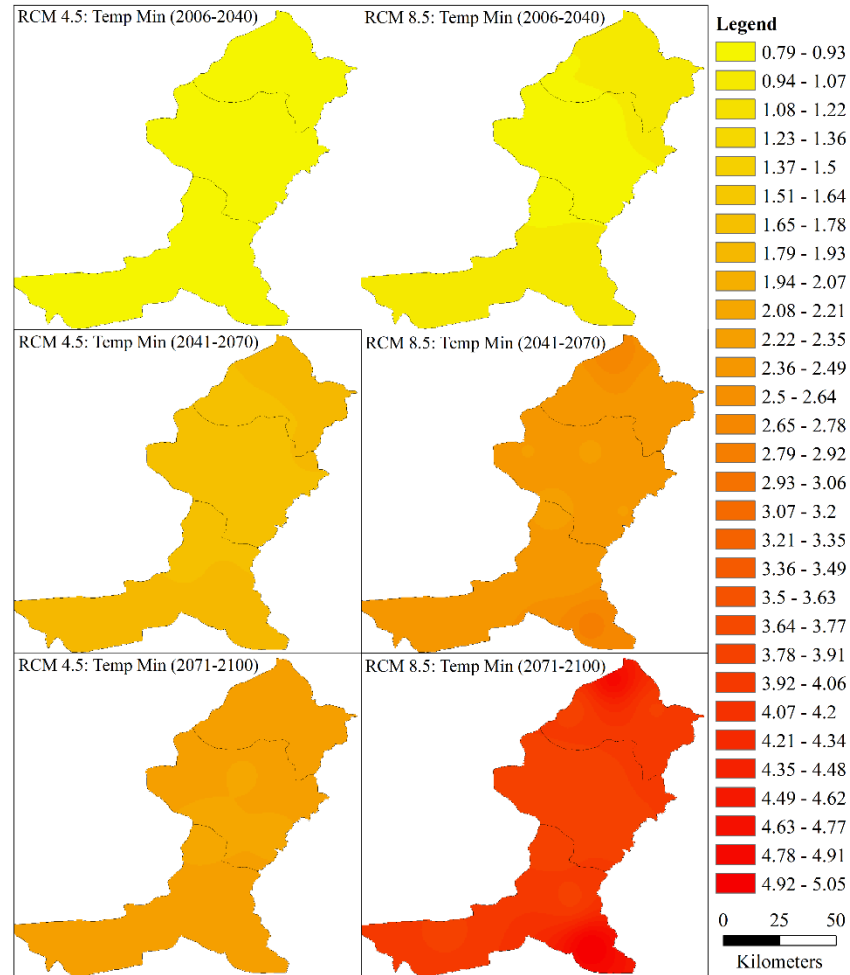 RCM 4.5: Temp Min (2006-2040)
RCM 8.5: Temp Min (2006-2040)
RCM 4.5: Temp Min (2041-2070)
RCM 8.5: Temp Min (2041-2070)
RCM 4.5: Temp Min (2071-2100)
RCM 8.5: Temp Min (2071-2100)
Legend
0.79 - 0.93
0.94 - 1.07
1.08 - 1.22
1.23 - 1.36
1.37 - 1.5
1.51 - 1.64
1.65 - 1.78
1.79 - 1.93
1.94 - 2.07
2.08 - 2.21
2.22 - 2.35
2.36 - 2.49
2.5 - 2.64
2.65 - 2.78
2.79 - 2.92
2.93 - 3.06
3.07 - 3.2
3.21 - 3.35
3.36 - 3.49
3.5 - 3.63
3.64 - 3.77
3.78 - 3.91
3.92 - 4.06
4.07 - 4.2
4.21 - 4.34
4.35 - 4.48
4.49 - 4.62
4.63 - 4.77
4.78 - 4.91
4.92 - 5.05
0 25 50
Kilometers